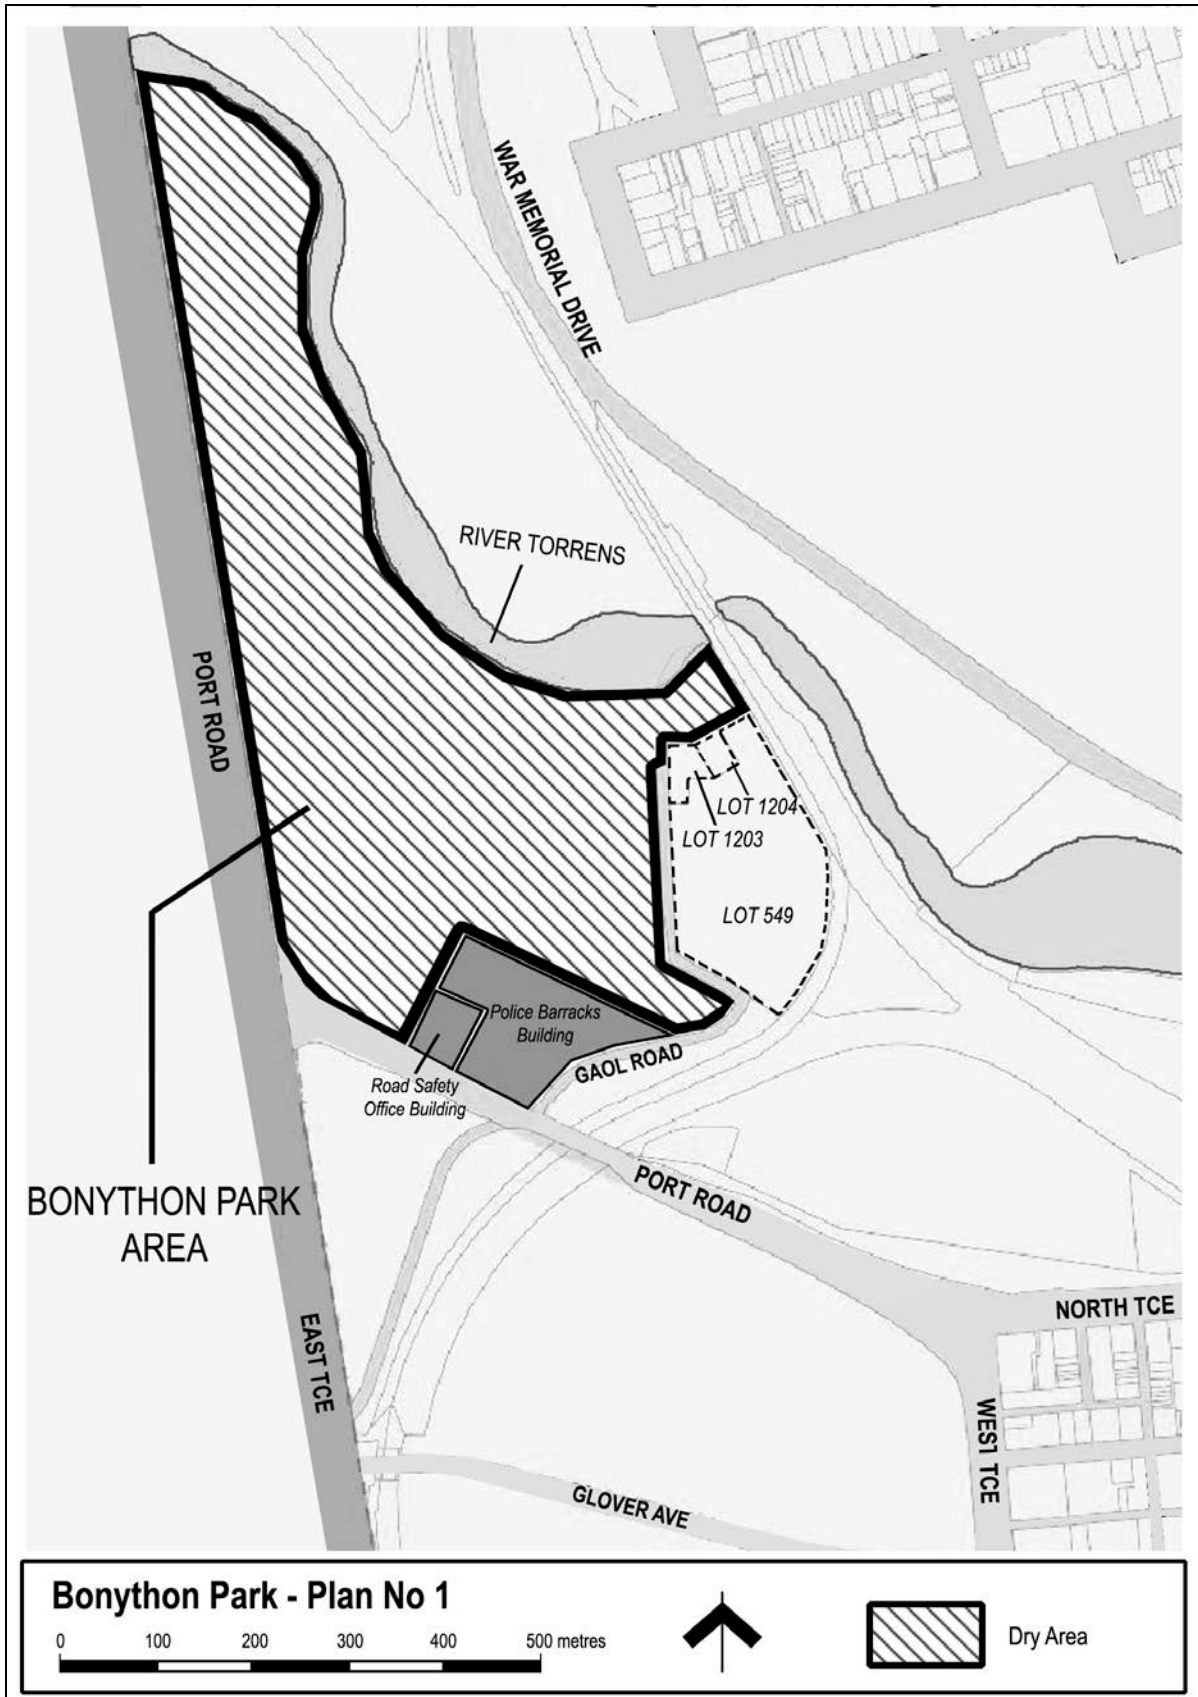 WAR MEMORIAL DRIVE
RIVER TORRENS
PORT ROAD
LOT 1204
LOT 1203
LOT 549
Police Barracks
Building
GAOL ROAD
Road Safety
Office Building
PORT ROAD
BONYTHON PARK
AREA
NORTH TCE
EAST TCE
WEST TCE
GLOVER AVE
Bonython Park - Plan No 1
0 100 200 300 400 500 metres
Dry Area